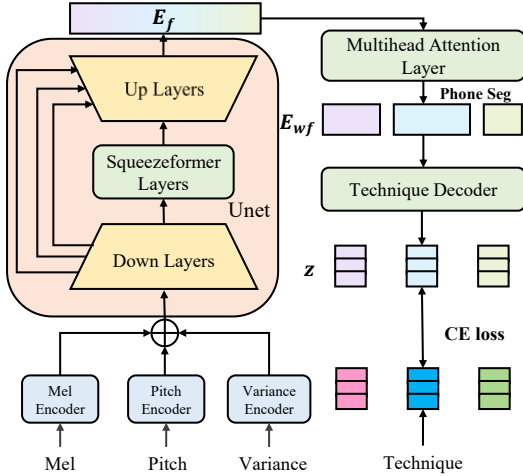 E_f
Multihead Attention
Layer
Up Layers
Phone Seg
E_wf
Squeezeformer
Layers
Technique Decoder
Unet
Down Layers
z
CE loss
Mel
Encoder
Pitch
Encoder
Variance
Encoder
Mel
Pitch
Variance
Technique